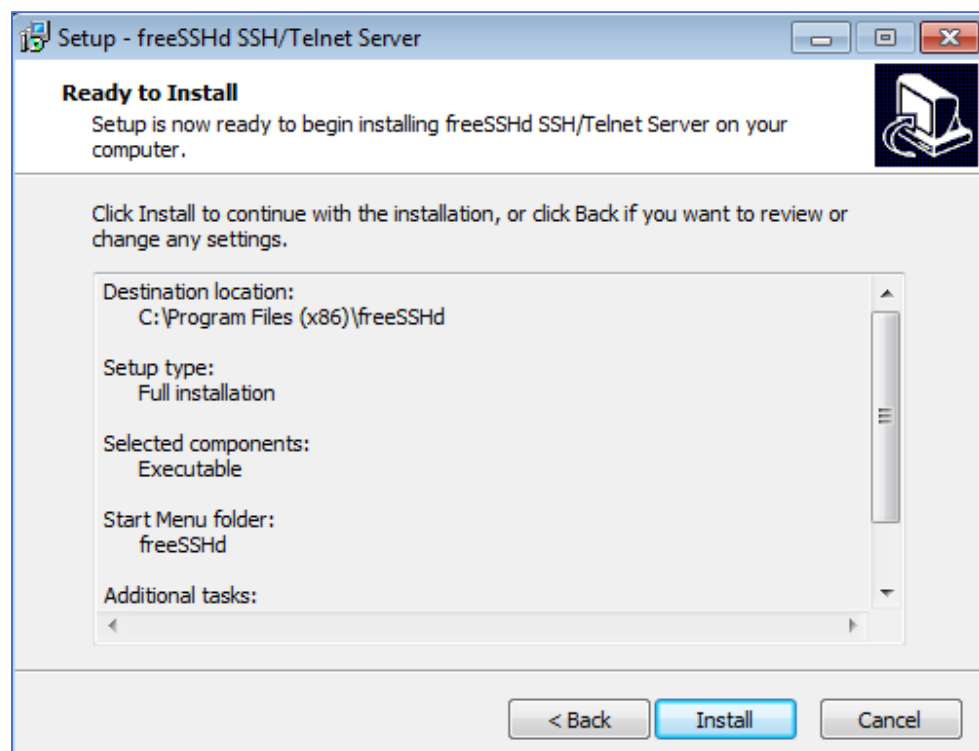 Setup - freeSSHd SSH/Telnet Server
Ready to Install
Setup is now ready to begin installing freeSSHd SSH/Telnet Server on your
computer.
Click Install to continue with the installation, or click Back if you want to review or
change any settings.
Destination location:
C:\Program Files (x86)\freeSSHd
Setup type:
Full installation
Selected components:
Executable
Start Menu folder:
freeSSHd
Additional tasks:
< Back
Install
Cancel